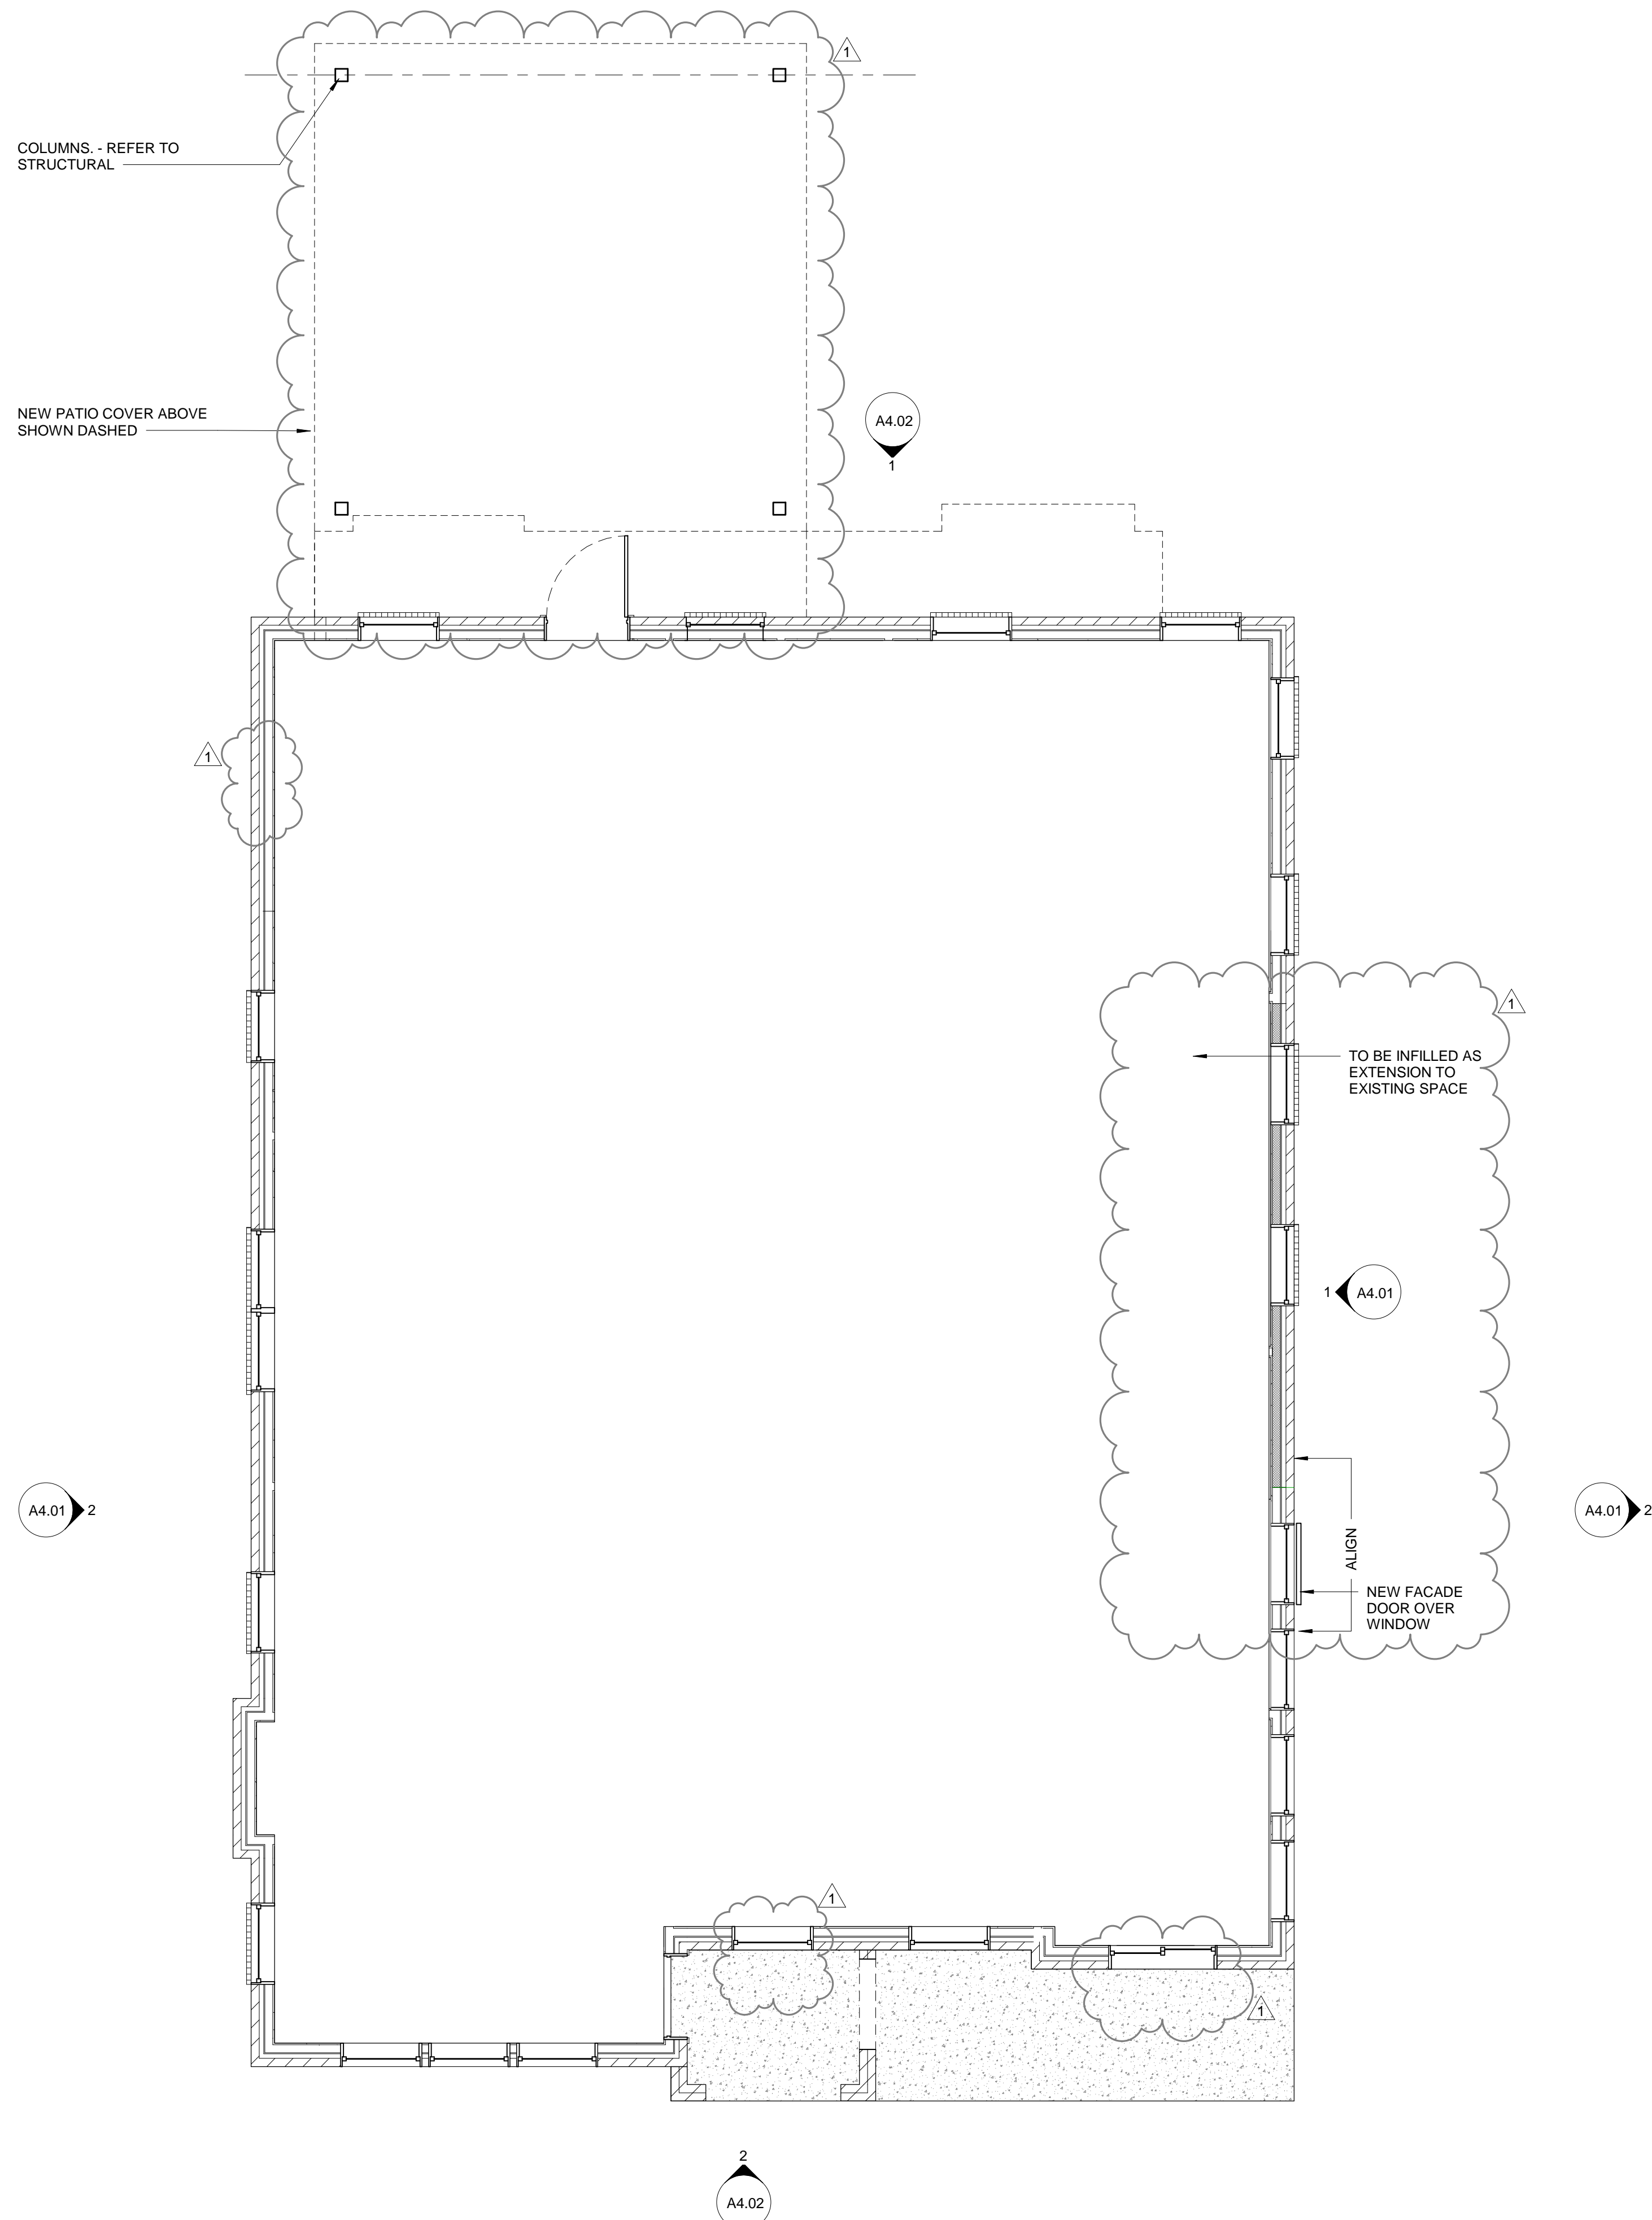 1
COLUMNS. - REFER TO
STRUCTURAL
NEW PATIO COVER ABOVE
SHOWN DASHED
A4.02
1
1
1
TO BE INFILLED AS
EXTENSION TO
EXISTING SPACE
1
A4.01
A4.01
2
ALIGN
NEW FACADE
DOOR OVER
WINDOW
A4.01
2
1
1
2
A4.02